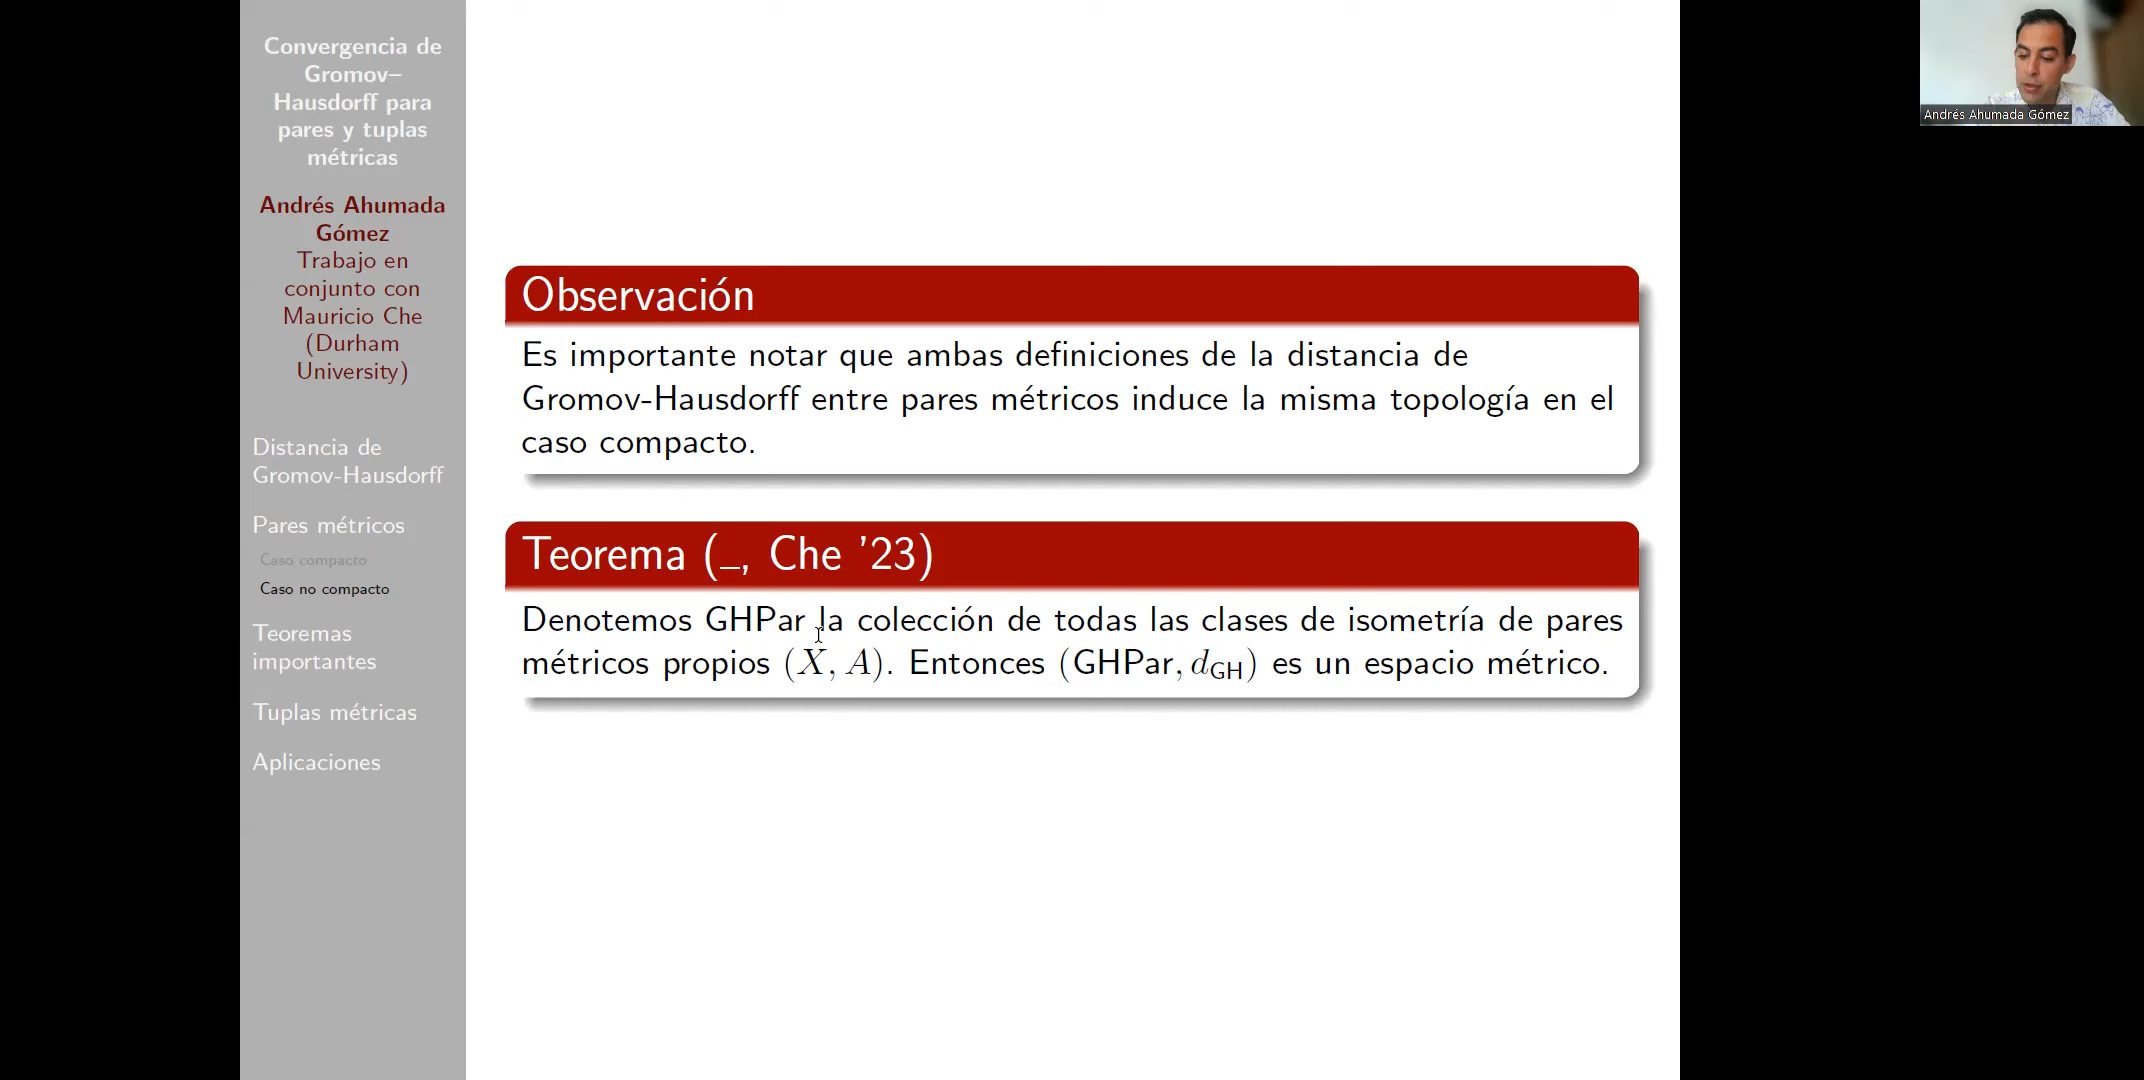 Convergencia de
Gromov–
Hausdorff para
pares y tuplas
métricas
Andrés Ahumada
Gómez
Trabajo en
conjunto con
Mauricio Che
(Durham
University)
Distancia de
Gromov-Hausdorff
Pares métricos
Caso compacto
Caso no compacto
Teoremas
importantes
Tuplas métricas
Aplicaciones
Observación
Es importante notar que ambas definiciones de la distancia de
Gromov-Hausdorff entre pares métricos induce la misma topología en el
caso compacto.
Teorema (_, Che '23)
Denotemos GHPar la colección de todas las clases de isometría de pares
métricos propios (X, A). Entonces (GHPar, d_GH) es un espacio métrico.
Andrés Ahumada Gómez